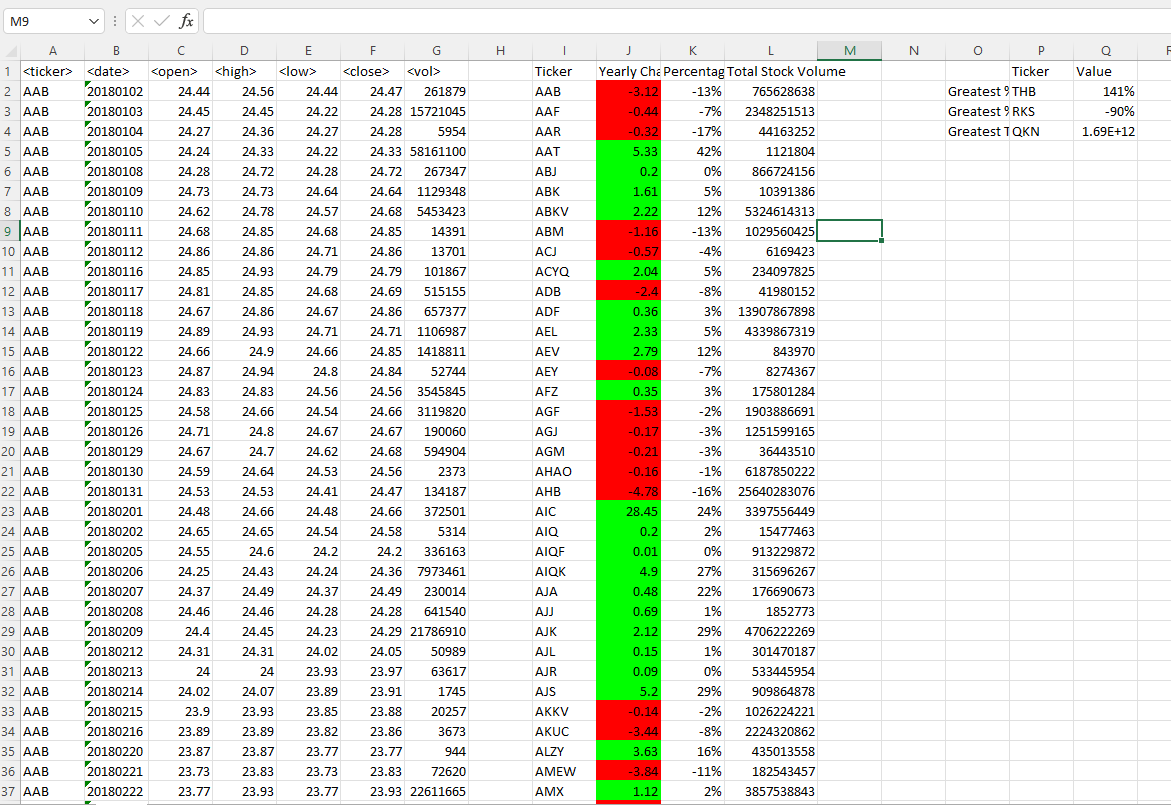 M9 fx
A B C D E F G H I J K L M N O P Q
1 <ticker> <date> <open> <high> <low> <close> <vol> Ticker Yearly Cha Percentag Total Stock Volume Ticker Value
2 AAB 20180102 24.44 24.56 24.44 24.47 261879 AAB -3.12 -13% 765628638 Greatest % THB 141%
3 AAB 20180103 24.45 24.45 24.22 24.28 15721045 AAF -0.44 -7% 2348251513 Greatest % RKS -90%
4 AAB 20180104 24.27 24.36 24.27 24.28 5954 AAR -0.32 -17% 44163252 Greatest T QKN 1.69E+12
5 AAB 20180105 24.24 24.33 24.22 24.33 58161100 AAT 5.33 42% 1121804
6 AAB 20180108 24.28 24.72 24.28 24.72 267347 ABJ 0.2 0% 866724156
7 AAB 20180109 24.73 24.73 24.64 24.64 1129348 ABK 1.61 5% 10391386
8 AAB 20180110 24.62 24.78 24.57 24.68 5453423 ABKV 2.22 12% 5324614313
9 AAB 20180111 24.68 24.85 24.68 24.85 14391 ABM -1.16 -13% 1029560425
10 AAB 20180112 24.86 24.86 24.71 24.86 13701 ACJ -0.57 -4% 6169423
11 AAB 20180116 24.85 24.93 24.79 24.79 101867 ACYQ 2.04 5% 234097825
12 AAB 20180117 24.81 24.85 24.68 24.69 515155 ADB -2.4 -8% 41980152
13 AAB 20180118 24.67 24.86 24.67 24.86 657377 ADF 0.36 3% 13907867898
14 AAB 20180119 24.89 24.93 24.71 24.71 1106987 AEL 2.33 5% 4339867319
15 AAB 20180122 24.66 24.9 24.66 24.85 1418811 AEV 2.79 12% 843970
16 AAB 20180123 24.87 24.94 24.8 24.84 52744 AEY -0.08 -7% 8274367
17 AAB 20180124 24.83 24.83 24.56 24.56 3545845 AFZ 0.35 3% 175801284
18 AAB 20180125 24.58 24.66 24.54 24.66 3119820 AGF -1.53 -2% 1903886691
19 AAB 20180126 24.71 24.8 24.67 24.67 190060 AGJ -0.17 -3% 1251599165
20 AAB 20180129 24.67 24.7 24.62 24.68 594904 AGM -0.21 -3% 36443510
21 AAB 20180130 24.59 24.64 24.53 24.56 2373 AHAO -0.16 -1% 6187850222
22 AAB 20180131 24.53 24.53 24.41 24.47 134187 AHB -4.78 -16% 25640283076
23 AAB 20180201 24.48 24.66 24.48 24.66 372501 AIC 28.45 24% 3397556449
24 AAB 20180202 24.65 24.65 24.54 24.58 5314 AIQ 0.2 2% 15477463
25 AAB 20180205 24.55 24.6 24.2 24.2 336163 AIQF 0.01 0% 913229872
26 AAB 20180206 24.25 24.43 24.24 24.36 7973461 AIQK 4.9 27% 315696267
27 AAB 20180207 24.37 24.49 24.37 24.49 230014 AJA 0.48 22% 176690673
28 AAB 20180208 24.46 24.46 24.28 24.28 641540 AJJ 0.69 1% 1852773
29 AAB 20180209 24.4 24.45 24.23 24.29 21786910 AJK 2.12 29% 4706222269
30 AAB 20180212 24.31 24.31 24.02 24.05 50989 AJL 0.15 1% 301470187
31 AAB 20180213 24 24 23.93 23.97 63617 AJR 0.09 0% 533445954
32 AAB 20180214 24.02 24.07 23.89 23.91 1745 AJS 5.2 29% 909864878
33 AAB 20180215 23.9 23.93 23.85 23.88 20257 AKKV -0.14 -2% 1026224221
34 AAB 20180216 23.89 23.89 23.82 23.86 3673 AKUC -3.44 -8% 2224320862
35 AAB 20180220 23.87 23.87 23.77 23.77 944 ALZY 3.63 16% 435013558
36 AAB 20180221 23.73 23.83 23.73 23.83 72620 AMEW -3.84 -11% 182543457
37 AAB 20180222 23.77 23.93 23.77 23.93 22611665 AMX 1.12 2% 3857538843